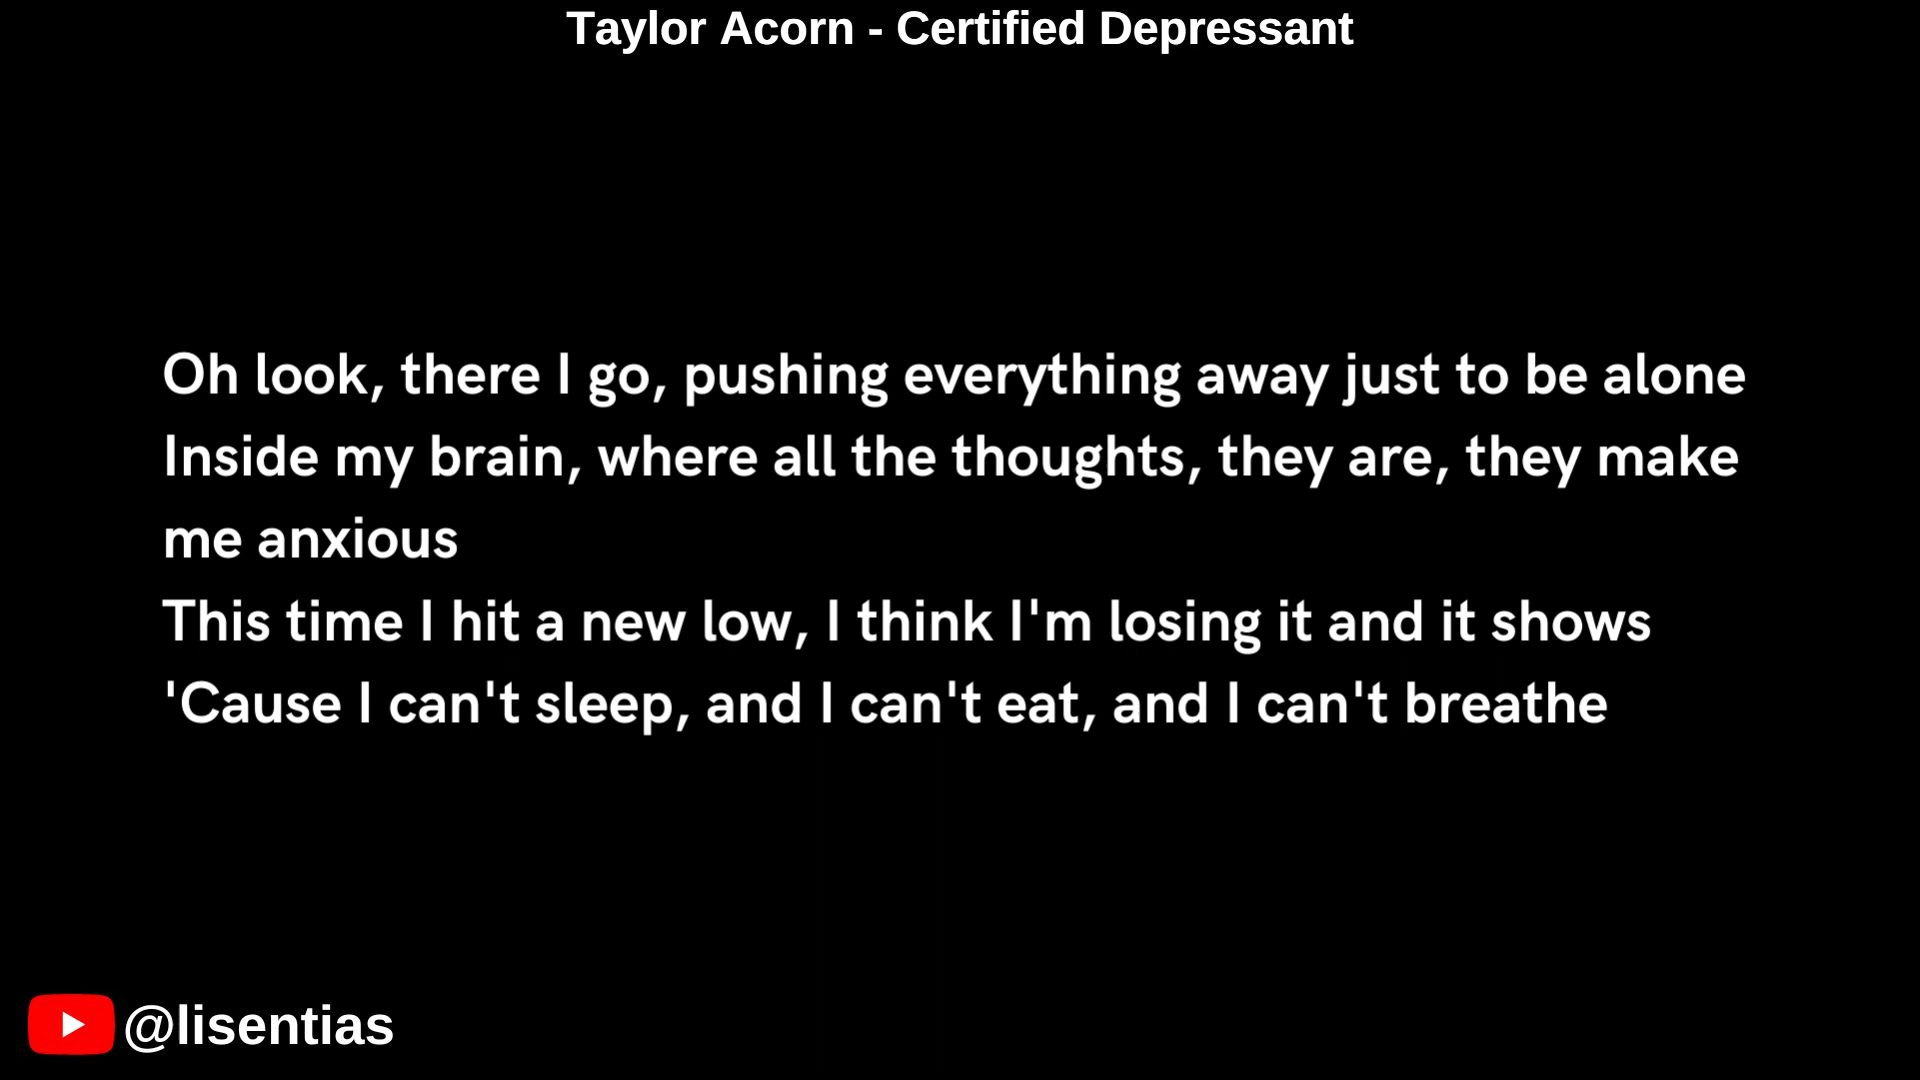 Taylor Acorn - Certified Depressant
Oh look, there I go, pushing everything away just to be alone
Inside my brain, where all the thoughts, they are, they make
me anxious
This time I hit a new low, I think I'm losing it and it shows
'Cause I can't sleep, and I can't eat, and I can't breathe
@lisentias